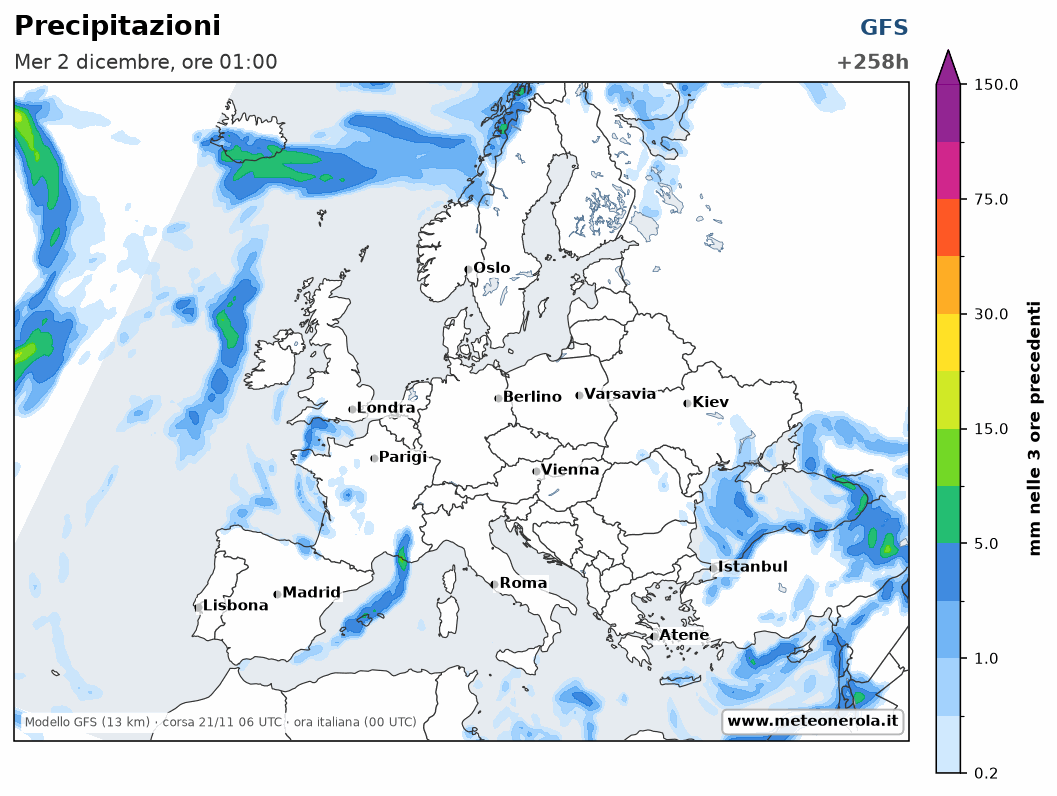 Precipitazioni
GFS
Mer 2 dicembre, ore 01:00
+258h
150.0
75.0
30.0
15.0
5.0
1.0
0.2
mm nelle 3 ore precedenti
Oslo
Londra
Berlino
Varsavia
Kiev
Parigi
Vienna
Istanbul
Roma
Madrid
Lisbona
Atene
Modello GFS (13 km) · corsa 21/11 06 UTC · ora italiana (00 UTC)
www.meteonerola.it